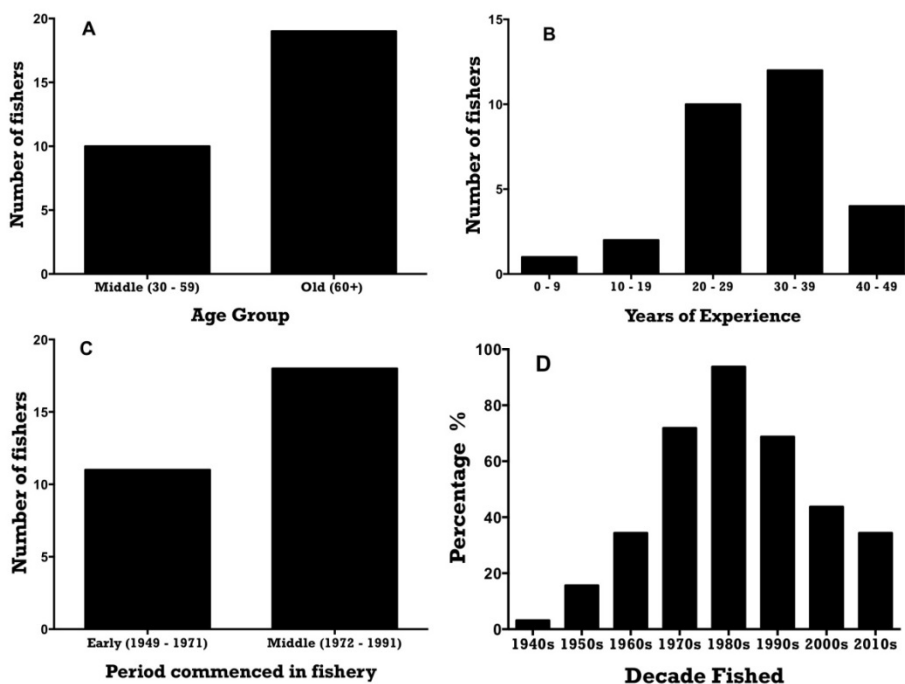 A
Number of fishers
20
15
10
5
0
Middle (30 - 59) Old (60+)
Age Group
B
Number of fishers
15
10
5
0
0 - 9 10 - 19 20 - 29 30 - 39 40 - 49
Years of Experience
C
Number of fishers
20
15
10
5
0
Early (1949 - 1971) Middle (1972 - 1991)
Period commenced in fishery
D
Percentage %
100
80
60
40
20
0
1940s 1950s 1960s 1970s 1980s 1990s 2000s 2010s
Decade Fished